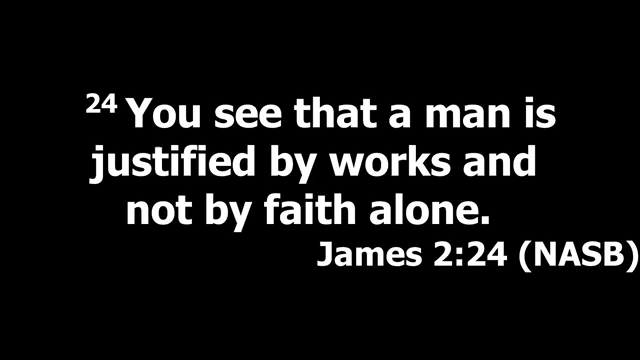 24 You see that a man is
justified by works and
not by faith alone.
James 2:24 (NASB)